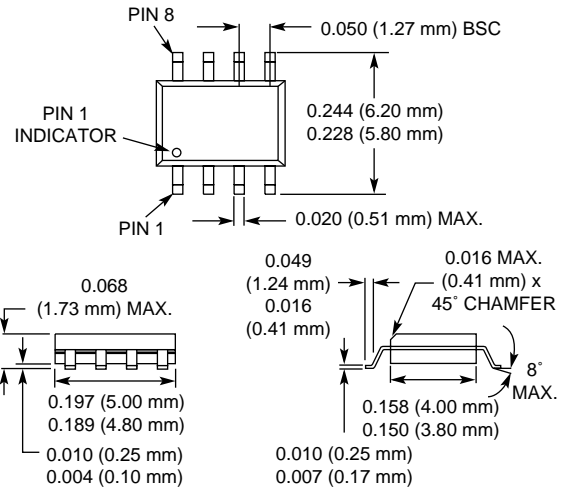 PIN 8
0.050 (1.27 mm) BSC
PIN 1
INDICATOR
0.244 (6.20 mm)
0.228 (5.80 mm)
PIN 1
0.020 (0.51 mm) MAX.
0.068
(1.73 mm) MAX.
0.197 (5.00 mm)
0.189 (4.80 mm)
0.010 (0.25 mm)
0.004 (0.10 mm)
0.049
(1.24 mm)
0.016
(0.41 mm)
0.016 MAX.
(0.41 mm) x
45˚ CHAMFER
8˚
MAX.
0.158 (4.00 mm)
0.150 (3.80 mm)
0.010 (0.25 mm)
0.007 (0.17 mm)